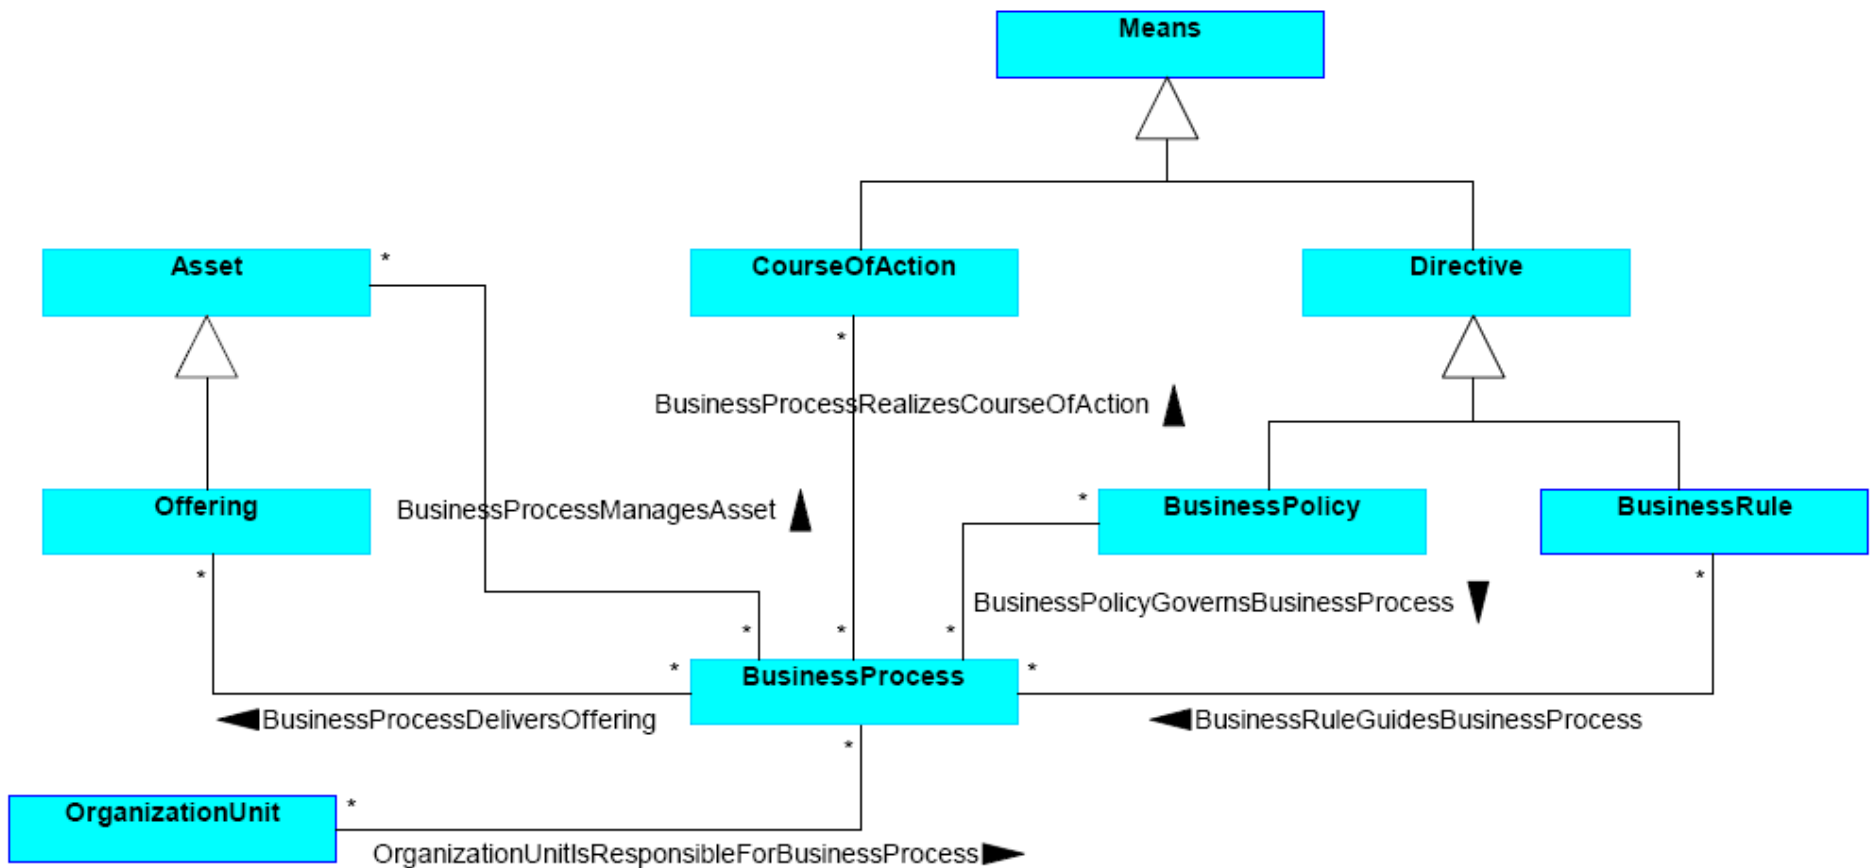 Means
Asset
*
CourseOfAction
Directive
*
BusinessProcessRealizesCourseOfAction
Offering
BusinessProcessManagesAsset
*
BusinessPolicy
BusinessRule
*
*
BusinessPolicyGovernsBusinessProcess
*
*
*
*
BusinessProcess
*
BusinessProcessDeliversOffering
BusinessRuleGuidesBusinessProcess
*
OrganizationUnit
*
OrganizationUnitIsResponsibleForBusinessProcess